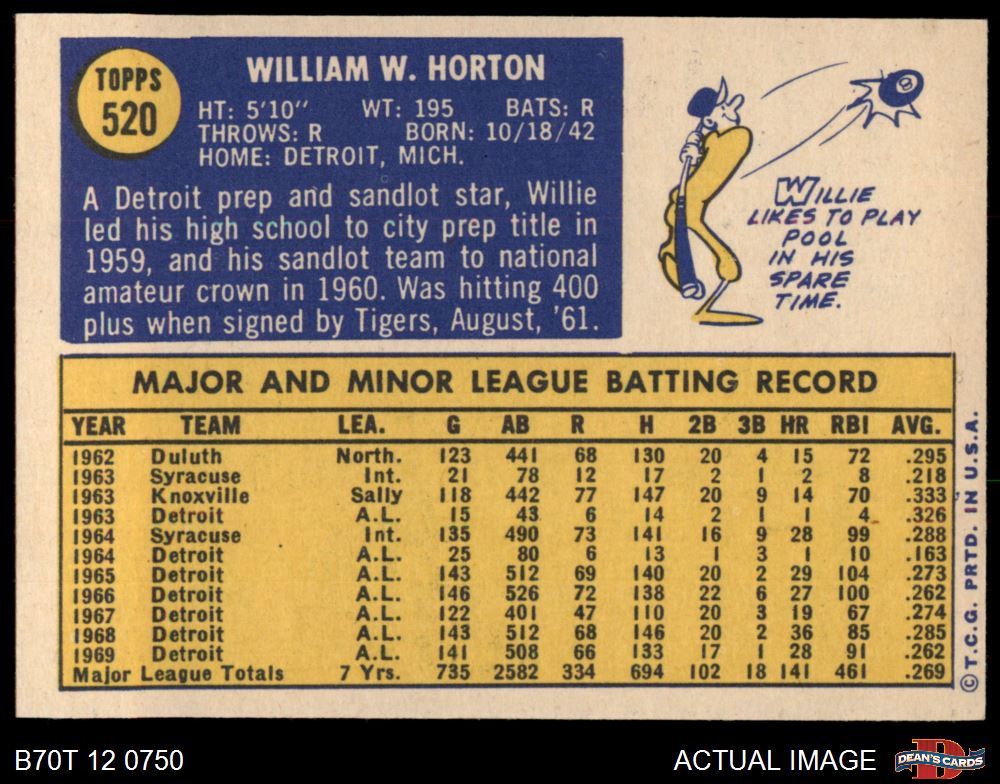 TOPPS
520
WILLIAM W. HORTON
HT: 5'10" WT: 195 BATS: R
THROWS: R BORN: 10/18/42
HOME: DETROIT, MICH.
A Detroit prep and sandlot star, Willie
led his high school to city prep title in
1959, and his sandlot team to national
amateur crown in 1960. Was hitting 400
plus when signed by Tigers, August, '61.
8
WILLIE
LIKES TO PLAY
POOL
IN HIS
SPARE
TIME.
MAJOR AND MINOR LEAGUE BATTING RECORD
YEAR TEAM LEA. G AB R H 2B 3B HR RBI AVG.
1962 Duluth North. 123 441 68 130 20 4 15 72 .295
1963 Syracuse Int. 21 78 12 17 2 1 2 8 .218
1963 Knoxville Sally 118 442 77 147 20 9 14 70 .333
1963 Detroit A.L. 15 43 6 14 2 1 1 4 .326
1964 Syracuse Int. 135 490 73 141 16 9 28 99 .288
1964 Detroit A.L. 25 80 6 13 1 3 1 10 .163
1965 Detroit A.L. 143 512 69 140 20 2 29 104 .273
1966 Detroit A.L. 146 526 72 138 22 6 27 100 .262
1967 Detroit A.L. 122 401 47 110 20 3 19 67 .274
1968 Detroit A.L. 143 512 68 146 20 2 36 85 .285
1969 Detroit A.L. 141 508 66 133 17 1 28 91 .262
Major League Totals 7 Yrs. 735 2582 334 694 102 18 141 461 .269
© T.C.G. PRTD. IN U.S.A.
B70T 12 0750
ACTUAL IMAGE
D
DEAN'S CARDS